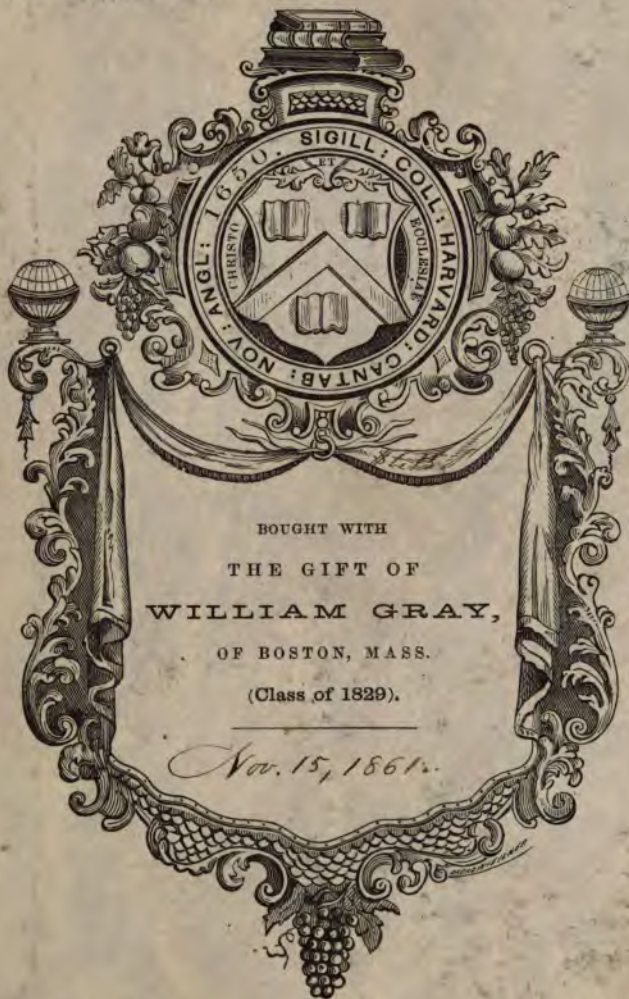 SIGILL: COLL: HARVARD: CANTAB: NOV: ANGL: 1650.
ET
CHRISTO
ECCLESIAE
BOUGHT WITH
THE GIFT OF
WILLIAM GRAY,
OF BOSTON, MASS.
(Class of 1829).
Nov. 15, 1861.